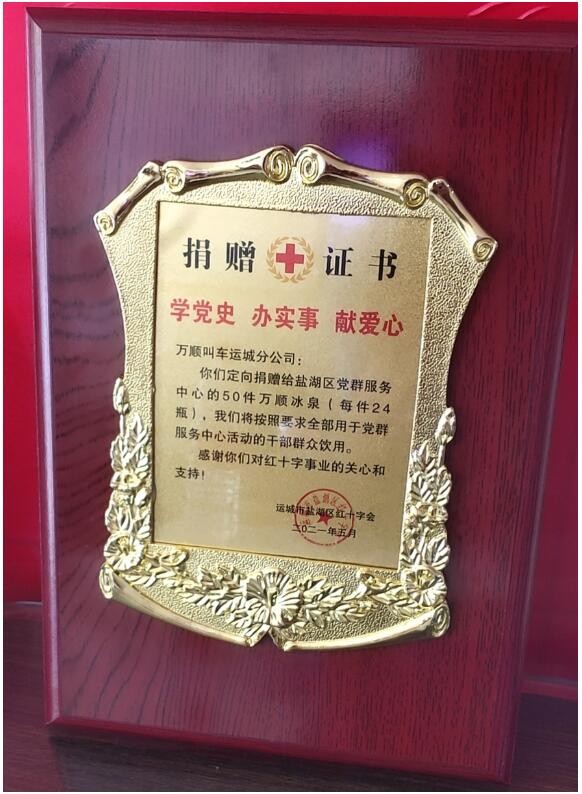 捐赠证书
学党史 办实事 献爱心
万顺叫车运城分公司:
你们定向捐赠给盐湖区党群服务
中心的50件万顺冰泉(每件24
瓶),我们将按照要求全部用于党群
服务中心活动的干部群众饮用。
感谢你们对红十字事业的关心和
支持!
运城市盐湖区红十字会
二0二一年五月